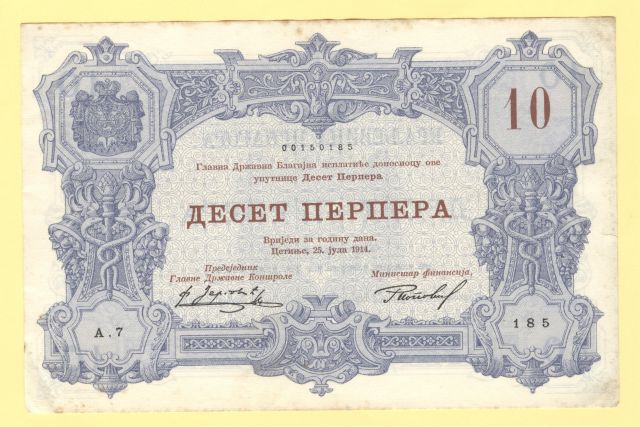 10
00150185
Главна Државна Благајна исплатиће доносиоцу ове
упутнице Десет Перпера
ДЕСЕТ ПЕРПЕРА
Вриједи за годину дана.
Цетиње, 25. јула 1914.
Предсједник
Главне Државне Контроле
Министар финансија,
А.7
185